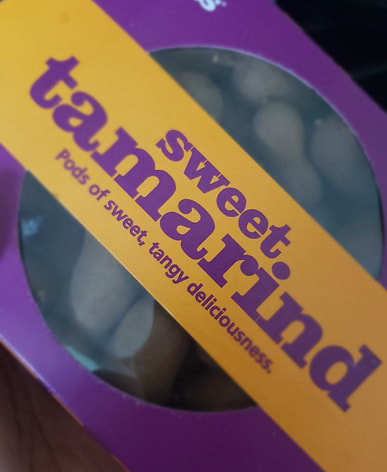 sweet
tamarind
Pods of sweet, tangy deliciousness.